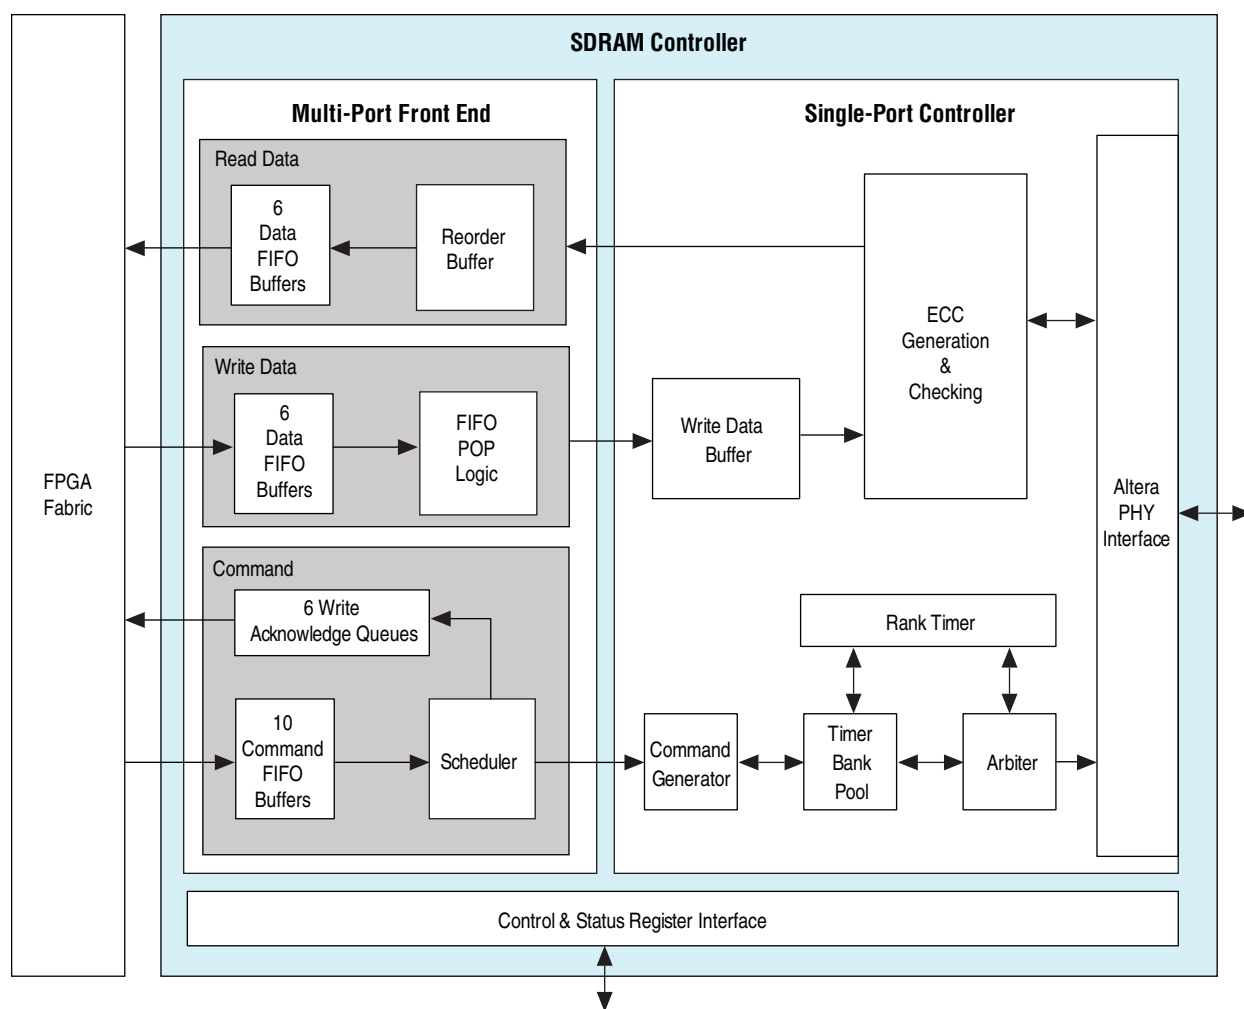 SDRAM Controller
Multi-Port Front End
Single-Port Controller
Read Data
6
Data
FIFO
Buffers
Reorder
Buffer
ECC
Generation
&
Checking
Write Data
6
Data
FIFO
Buffers
FIFO
POP
Logic
Write Data
Buffer
FPGA
Fabric
Altera
PHY
Interface
Command
6 Write
Acknowledge Queues
Rank Timer
10
Command
FIFO
Buffers
Scheduler
Command
Generator
Timer
Bank
Pool
Arbiter
Control & Status Register Interface